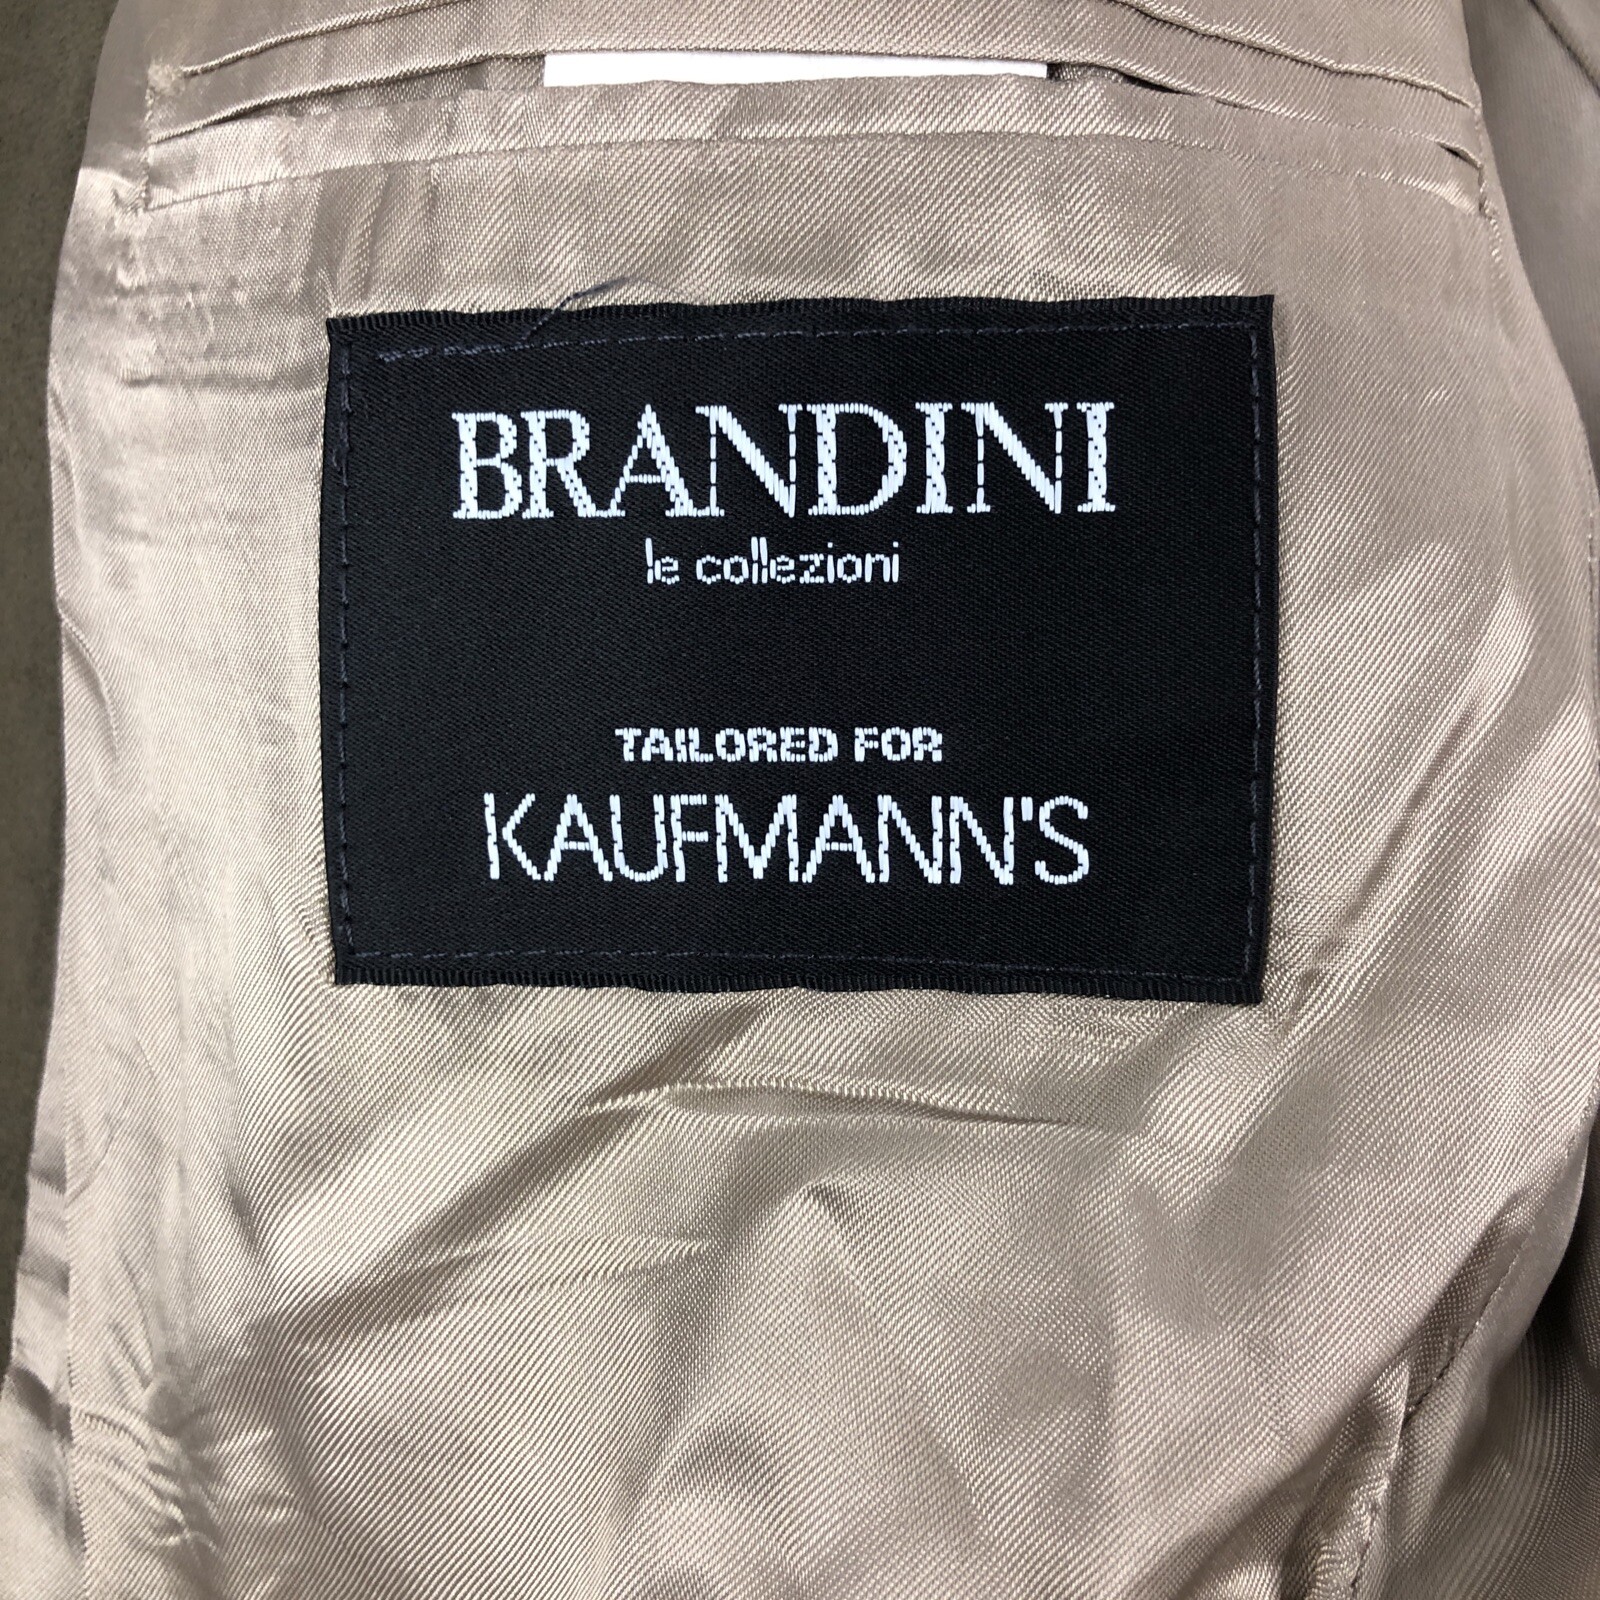 BRANDINI
le collezioni
TAILORED FOR
KAUFMANN'S